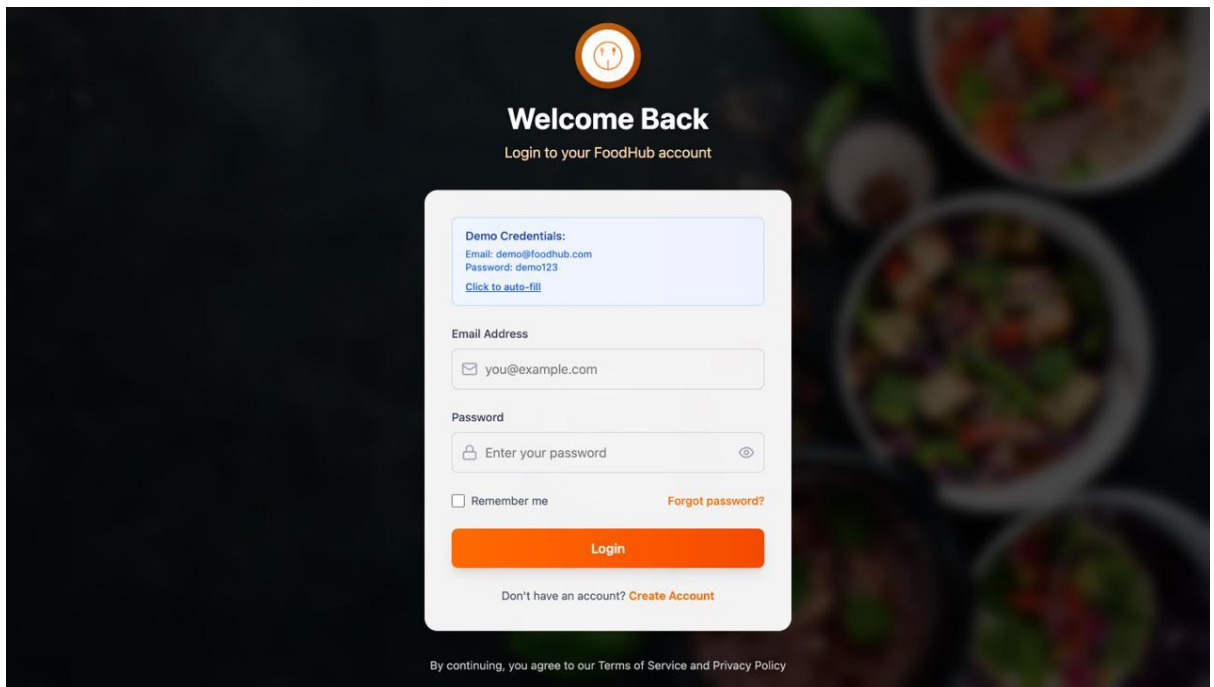 Welcome Back
Login to your FoodHub account
Demo Credentials:
Email: demo@foodhub.com
Password: demo123
Click to auto-fill
Email Address
you@example.com
Password
Enter your password
Remember me
Forgot password?
Login
Don't have an account? Create Account
By continuing, you agree to our Terms of Service and Privacy Policy